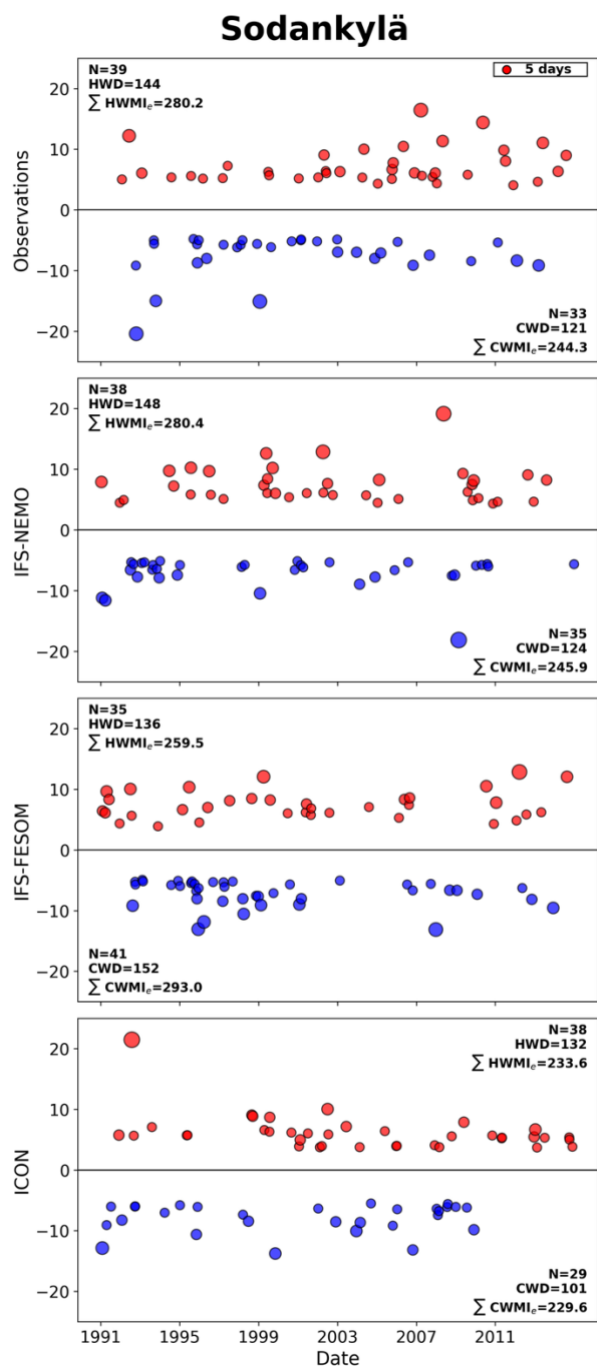 Sodankylä
N=39
HWD=144
∑ HWMIₑ=280.2
5 days
20
10
0
−10
−20
Observations
N=33
CWD=121
∑ CWMIₑ=244.3
N=38
HWD=148
∑ HWMIₑ=280.4
20
10
0
−10
−20
IFS-NEMO
N=35
CWD=124
∑ CWMIₑ=245.9
N=35
HWD=136
∑ HWMIₑ=259.5
20
10
0
−10
−20
IFS-FESOM
N=41
CWD=152
∑ CWMIₑ=293.0
N=38
HWD=132
∑ HWMIₑ=233.6
20
10
0
−10
−20
ICON
N=29
CWD=101
∑ CWMIₑ=229.6
1991 1995 1999 2003 2007 2011
Date